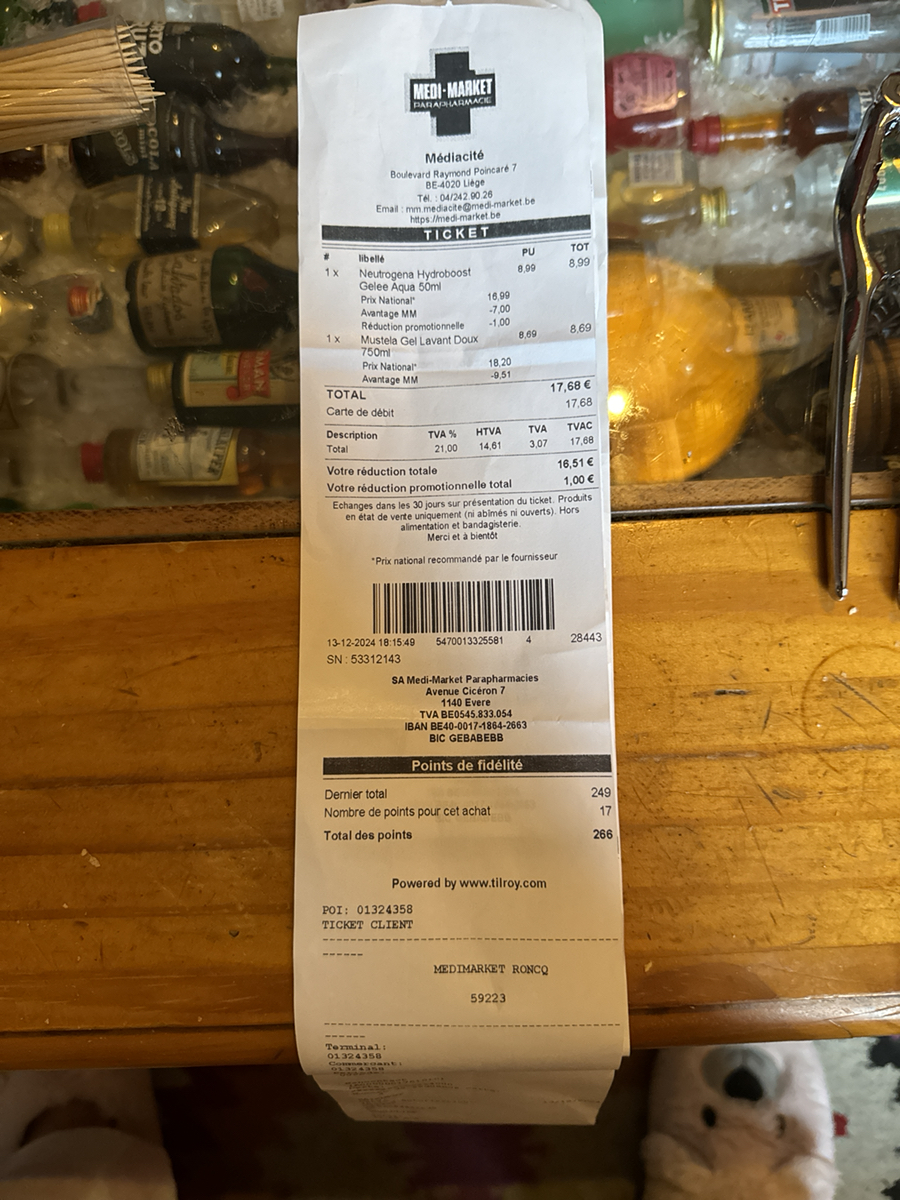 MEDI-MARKET
PARAPHARMACIE
Médiacité
Boulevard Raymond Poincaré 7
BE-4020 Liège
Tél. : 04/242.90.26
Email : mm.mediacite@medi-market.be
https://medi-market.be
TICKET
# libellé PU TOT
1 x Neutrogena Hydroboost 8,99 8,99
Gelee Aqua 50ml
Prix National* 16,99
Avantage MM -7,00
Réduction promotionnelle -1,00
1 x Mustela Gel Lavant Doux 8,69 8,69
750ml
Prix National* 18,20
Avantage MM -9,51
TOTAL 17,68 €
Carte de débit 17,68
Description TVA % HTVA TVA TVAC
Total 21,00 14,61 3,07 17,68
Votre réduction totale 16,51 €
Votre réduction promotionnelle total 1,00 €
Echanges dans les 30 jours sur présentation du ticket. Produits
en état de vente uniquement (ni abîmés ni ouverts). Hors
alimentation et bandagisterie.
Merci et à bientôt
*Prix national recommandé par le fournisseur
13-12-2024 18:15:49 5470013325581 4 28443
SN : 53312143
SA Medi-Market Parapharmacies
Avenue Cicéron 7
1140 Evere
TVA BE0545.833.054
IBAN BE40-0017-1864-2663
BIC GEBABEBB
Points de fidélité
Dernier total 249
Nombre de points pour cet achat 17
Total des points 266
Powered by www.tilroy.com
POI: 01324358
TICKET CLIENT
MEDIMARKET RONCQ
59223
Terminal:
01324358
Commercant:
01324358